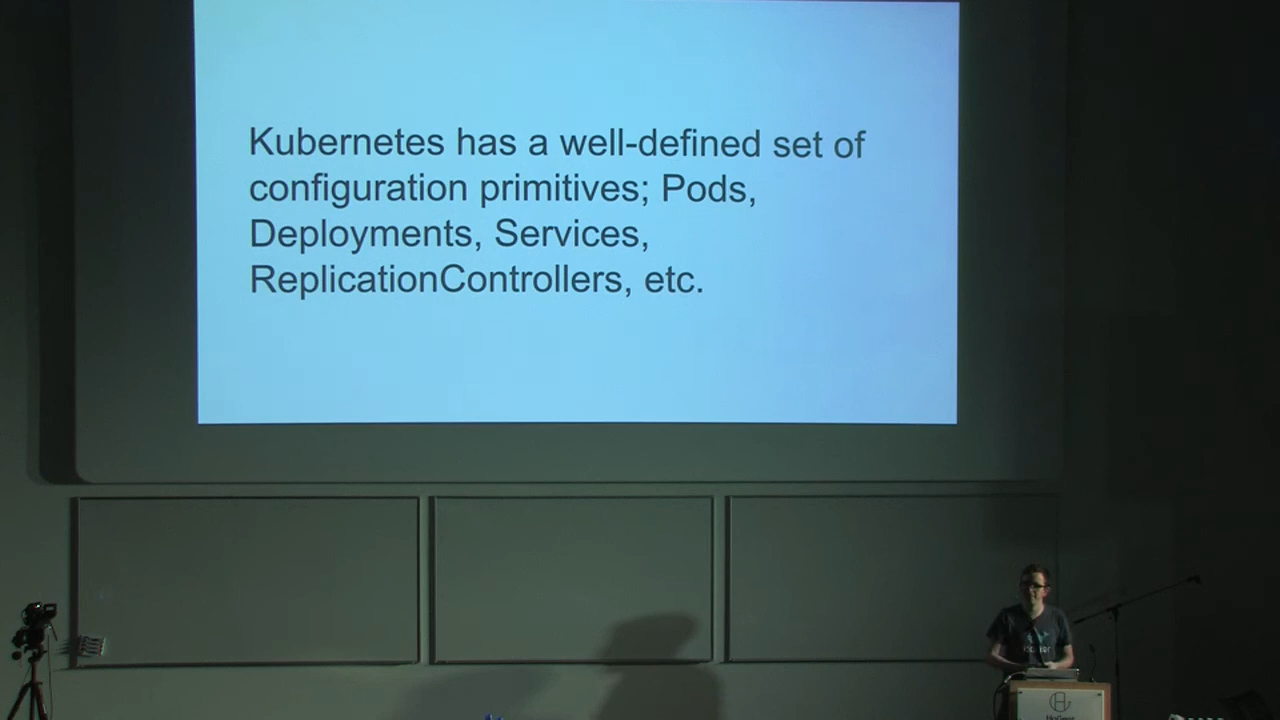 Kubernetes has a well-defined set of
configuration primitives; Pods,
Deployments, Services,
ReplicationControllers, etc.